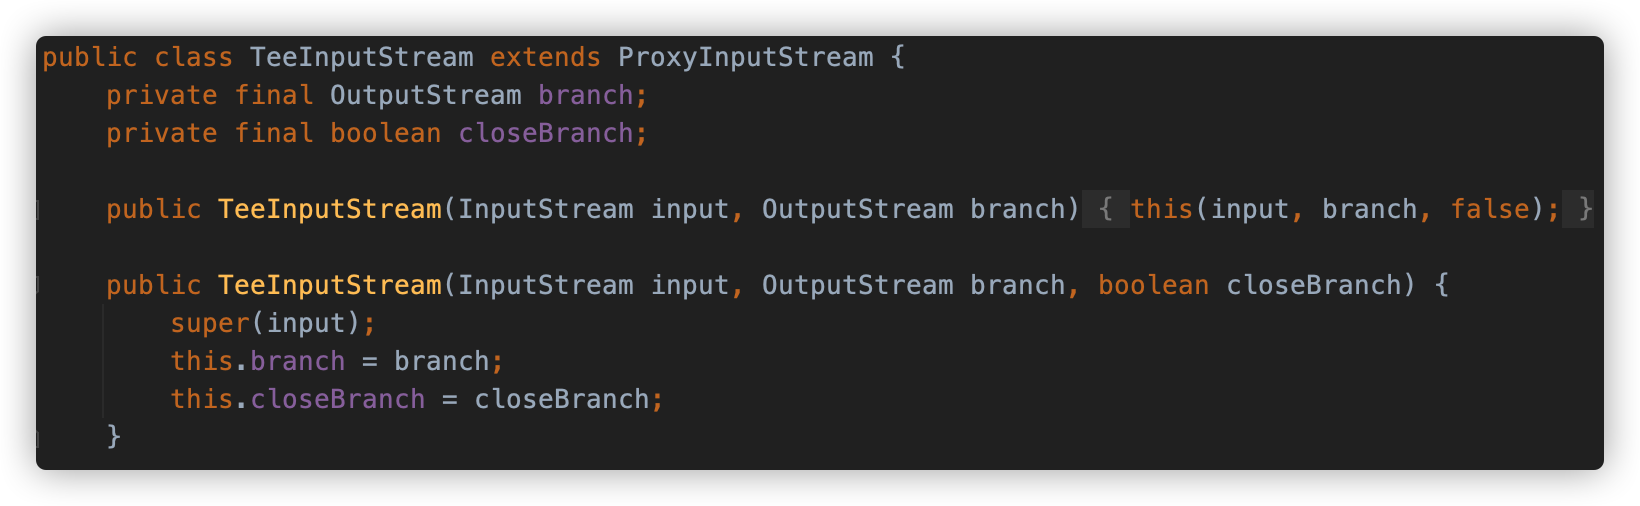 public class TeeInputStream extends ProxyInputStream {
private final OutputStream branch;
private final boolean closeBranch;
public TeeInputStream(InputStream input, OutputStream branch) { this(input, branch, false); }
public TeeInputStream(InputStream input, OutputStream branch, boolean closeBranch) {
super(input);
this.branch = branch;
this.closeBranch = closeBranch;
}